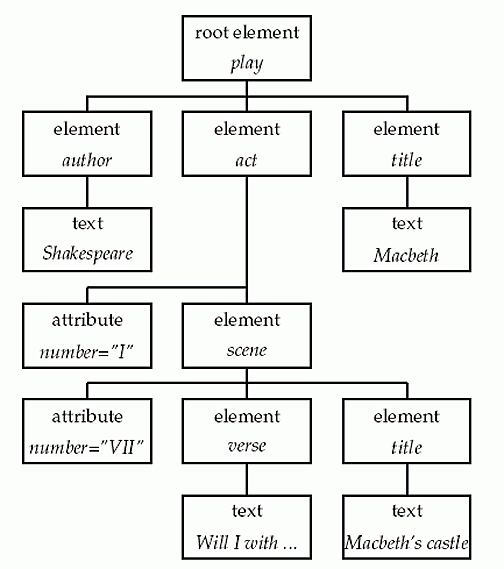 root element
play
element
author
element
act
element
title
text
Shakespeare
text
Macbeth
attribute
number="I"
element
scene
attribute
number="VII"
element
verse
element
title
text
Will I with ...
text
Macbeth's castle